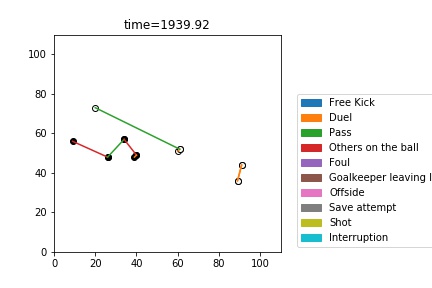 time=1939.92
100
80
60
40
20
0
0 20 40 60 80 100
Free Kick
Duel
Pass
Others on the ball
Foul
Goalkeeper leaving l
Offside
Save attempt
Shot
Interruption